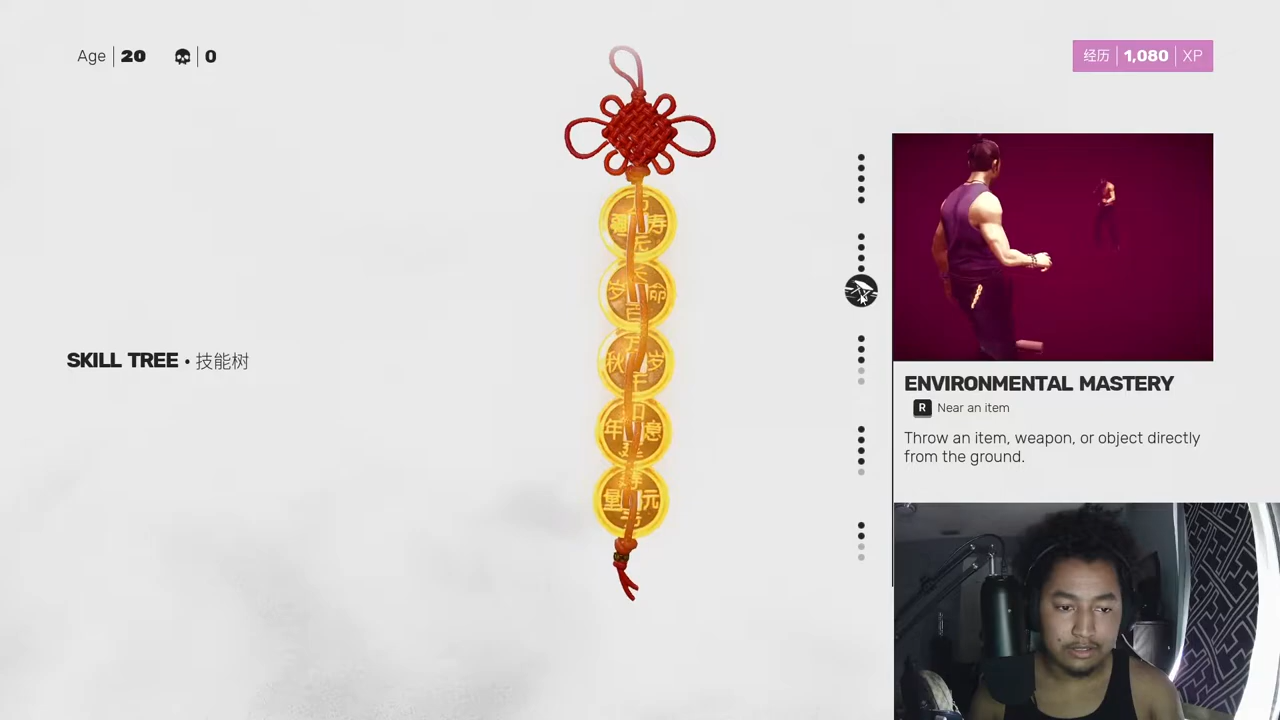 Age 20 0
经历 1,080 XP
SKILL TREE • 技能树
ENVIRONMENTAL MASTERY
R Near an item
Throw an item, weapon, or object directly
from the ground.